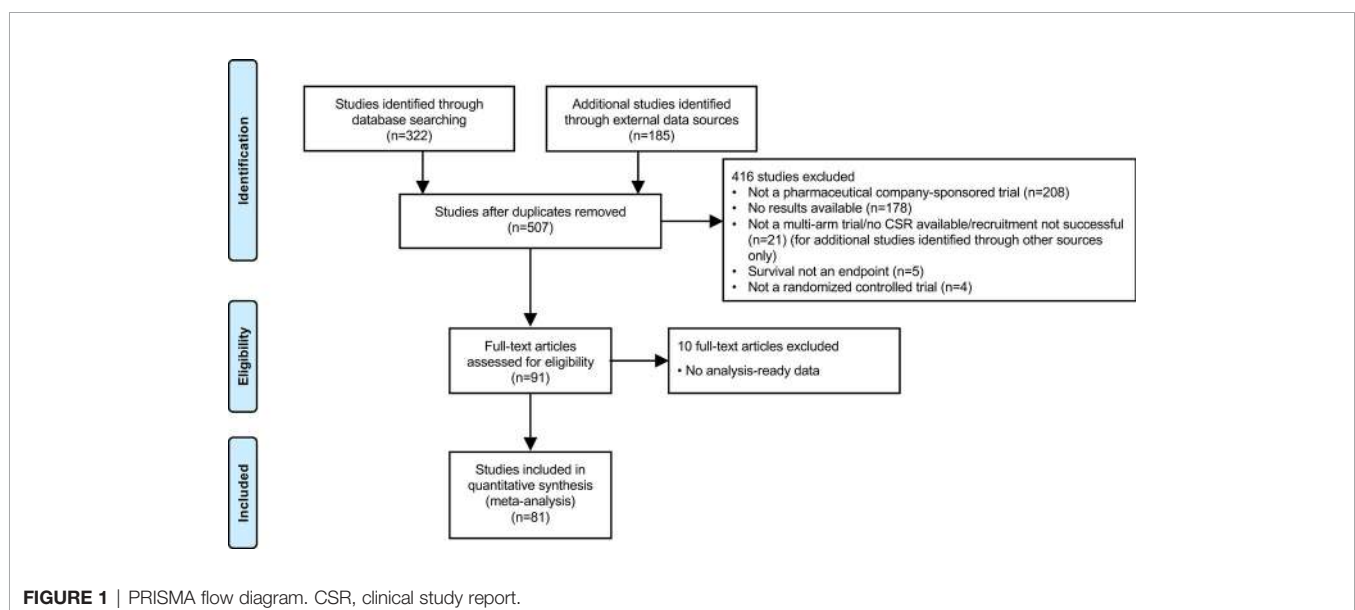 Identification
Studies identified through
database searching
(n=322)
Additional studies identified
through external data sources
(n=185)
Studies after duplicates removed
(n=507)
416 studies excluded
• Not a pharmaceutical company-sponsored trial (n=208)
• No results available (n=178)
• Not a multi-arm trial/no CSR available/recruitment not successful
(n=21) (for additional studies identified through other sources
only)
• Survival not an endpoint (n=5)
• Not a randomized controlled trial (n=4)
Eligibility
Full-text articles
assessed for eligibility
(n=91)
10 full-text articles excluded
• No analysis-ready data
Included
Studies included in
quantitative synthesis
(meta-analysis)
(n=81)
FIGURE 1 | PRISMA flow diagram. CSR, clinical study report.